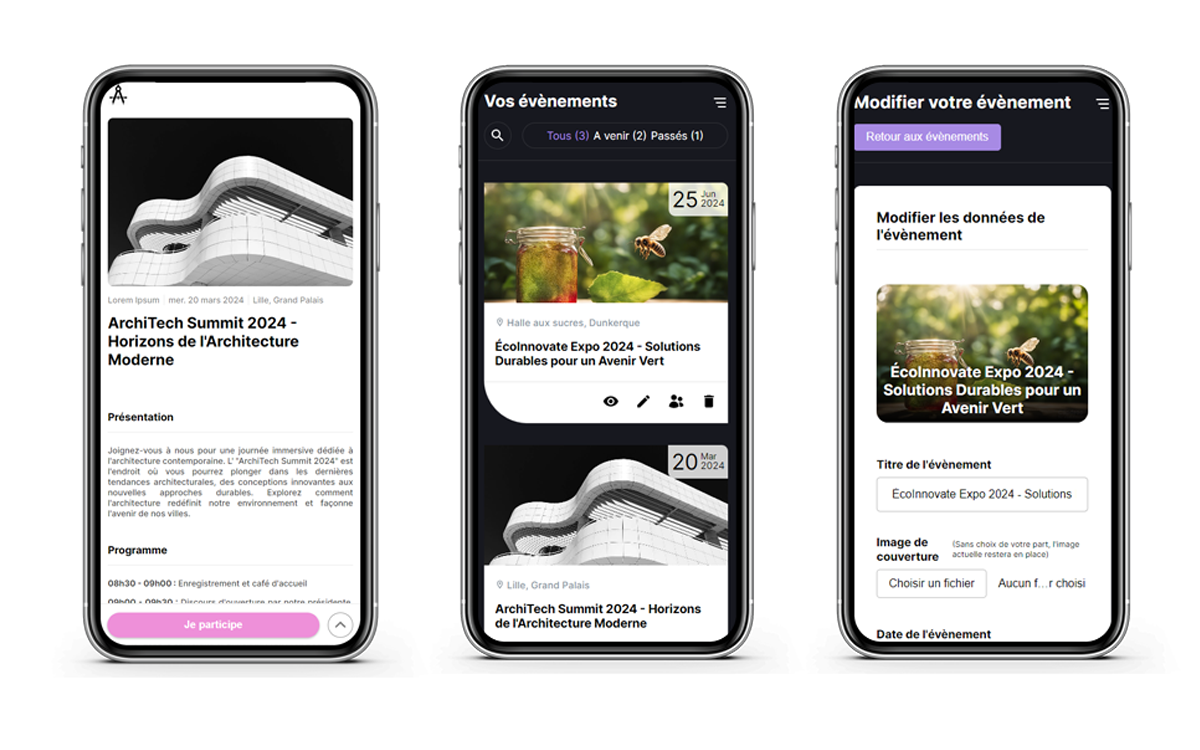 Lorem Ipsum mer. 20 mars 2024 Lille, Grand Palais
ArchiTech Summit 2024 -
Horizons de l'Architecture
Moderne
Présentation
Joignez-vous à nous pour une journée immersive dédiée à
l'architecture contemporaine. L' "ArchiTech Summit 2024" est
l'endroit où vous pourrez plonger dans les dernières
tendances architecturales, des conceptions innovantes aux
nouvelles approches durables. Explorez comment
l'architecture redéfinit notre environnement et façonne
l'avenir de nos villes.
Programme
08h30 - 09h00 : Enregistrement et café d'accueil
09h00 - 09h30 : Discours d'ouverture par notre présidente
Je participe
Vos évènements
Tous (3) A venir (2) Passés (1)
25 Jun
2024
Halle aux sucres, Dunkerque
ÉcoInnovate Expo 2024 - Solutions
Durables pour un Avenir Vert
20 Mar
2024
Lille, Grand Palais
ArchiTech Summit 2024 - Horizons
de l'Architecture Moderne
Modifier votre évènement
Retour aux évènements
Modifier les données de
l'évènement
ÉcoInnovate Expo 2024 -
Solutions Durables pour un
Avenir Vert
Titre de l'évènement
ÉcoInnovate Expo 2024 - Solutions
Image de
couverture
(Sans choix de votre part, l'image
actuelle restera en place)
Choisir un fichier Aucun f...r choisi
Date de l'évènement